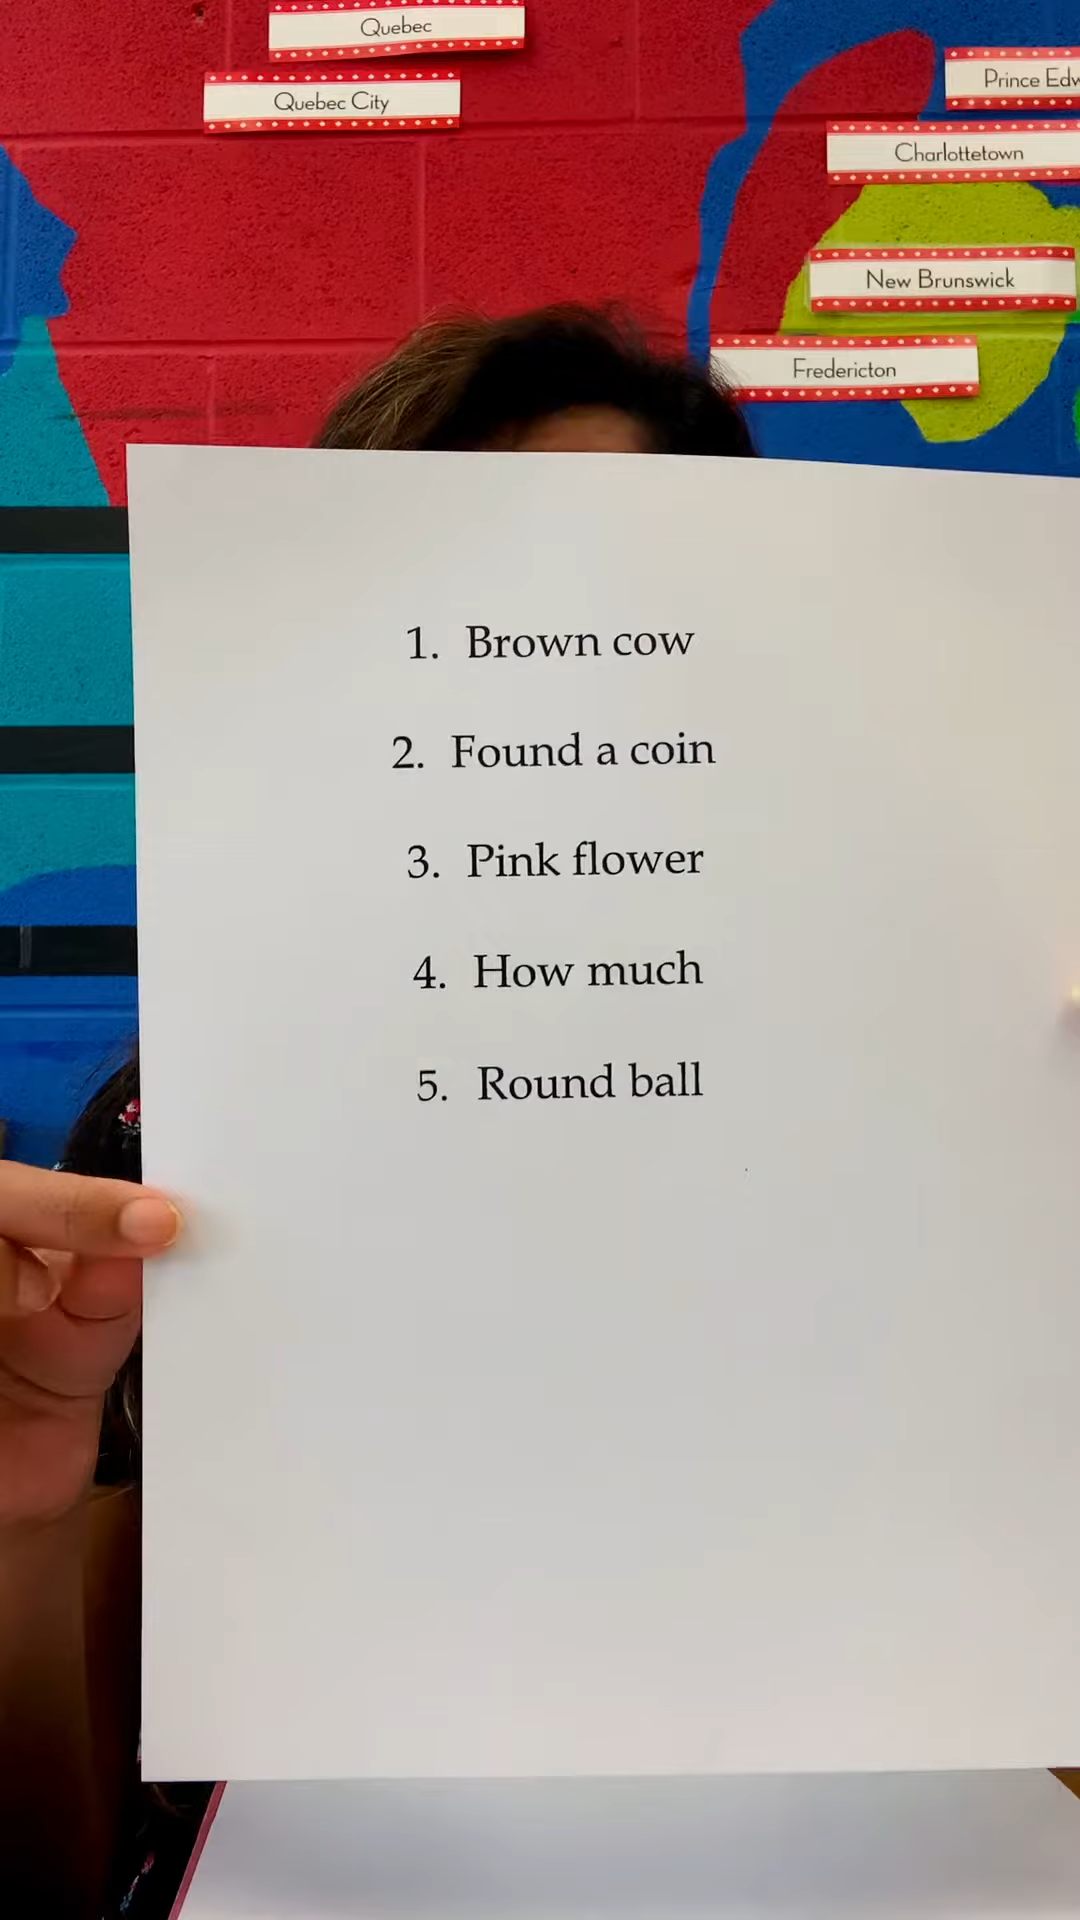 Quebec
Quebec City
Prince Edw
Charlottetown
New Brunswick
Fredericton
1. Brown cow
2. Found a coin
3. Pink flower
4. How much
5. Round ball